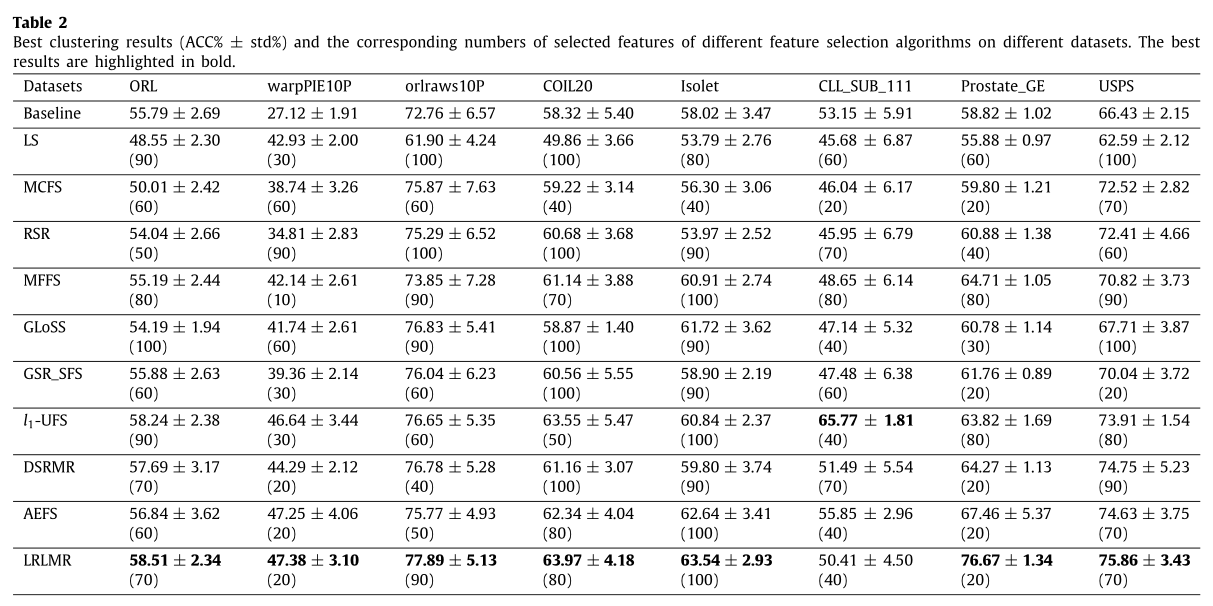 Table 2
Best clustering results (ACC% ± std%) and the corresponding numbers of selected features of different feature selection algorithms on different datasets. The best
results are highlighted in bold.
Datasets ORL warpPIE10P orlraws10P COIL20 Isolet CLL_SUB_111 Prostate_GE USPS
Baseline 55.79 ± 2.69 27.12 ± 1.91 72.76 ± 6.57 58.32 ± 5.40 58.02 ± 3.47 53.15 ± 5.91 58.82 ± 1.02 66.43 ± 2.15
LS 48.55 ± 2.30 42.93 ± 2.00 61.90 ± 4.24 49.86 ± 3.66 53.79 ± 2.76 45.68 ± 6.87 55.88 ± 0.97 62.59 ± 2.12
(90) (30) (100) (100) (80) (60) (60) (100)
MCFS 50.01 ± 2.42 38.74 ± 3.26 75.87 ± 7.63 59.22 ± 3.14 56.30 ± 3.06 46.04 ± 6.17 59.80 ± 1.21 72.52 ± 2.82
(60) (60) (60) (40) (40) (20) (20) (70)
RSR 54.04 ± 2.66 34.81 ± 2.83 75.29 ± 6.52 60.68 ± 3.68 53.97 ± 2.52 45.95 ± 6.79 60.88 ± 1.38 72.41 ± 4.66
(50) (90) (100) (100) (90) (70) (40) (60)
MFFS 55.19 ± 2.44 42.14 ± 2.61 73.85 ± 7.28 61.14 ± 3.88 60.91 ± 2.74 48.65 ± 6.14 64.71 ± 1.05 70.82 ± 3.73
(80) (10) (90) (70) (100) (80) (80) (90)
GLoSS 54.19 ± 1.94 41.74 ± 2.61 76.83 ± 5.41 58.87 ± 1.40 61.72 ± 3.62 47.14 ± 5.32 60.78 ± 1.14 67.71 ± 3.87
(100) (60) (90) (100) (90) (40) (30) (100)
GSR_SFS 55.88 ± 2.63 39.36 ± 2.14 76.04 ± 6.23 60.56 ± 5.55 58.90 ± 2.19 47.48 ± 6.38 61.76 ± 0.89 70.04 ± 3.72
(60) (30) (60) (100) (90) (60) (20) (20)
l1-UFS 58.24 ± 2.38 46.64 ± 3.44 76.65 ± 5.35 63.55 ± 5.47 60.84 ± 2.37 65.77 ± 1.81 63.82 ± 1.69 73.91 ± 1.54
(90) (30) (60) (50) (100) (40) (80) (80)
DSRMR 57.69 ± 3.17 44.29 ± 2.12 76.78 ± 5.28 61.16 ± 3.07 59.80 ± 3.74 51.49 ± 5.54 64.27 ± 1.13 74.75 ± 5.23
(70) (20) (40) (100) (90) (70) (20) (90)
AEFS 56.84 ± 3.62 47.25 ± 4.06 75.77 ± 4.93 62.34 ± 4.04 62.64 ± 3.41 55.85 ± 2.96 67.46 ± 5.37 74.63 ± 3.75
(60) (20) (50) (80) (100) (40) (20) (70)
LRLMR 58.51 ± 2.34 47.38 ± 3.10 77.89 ± 5.13 63.97 ± 4.18 63.54 ± 2.93 50.41 ± 4.50 76.67 ± 1.34 75.86 ± 3.43
(70) (20) (90) (80) (100) (40) (20) (70)